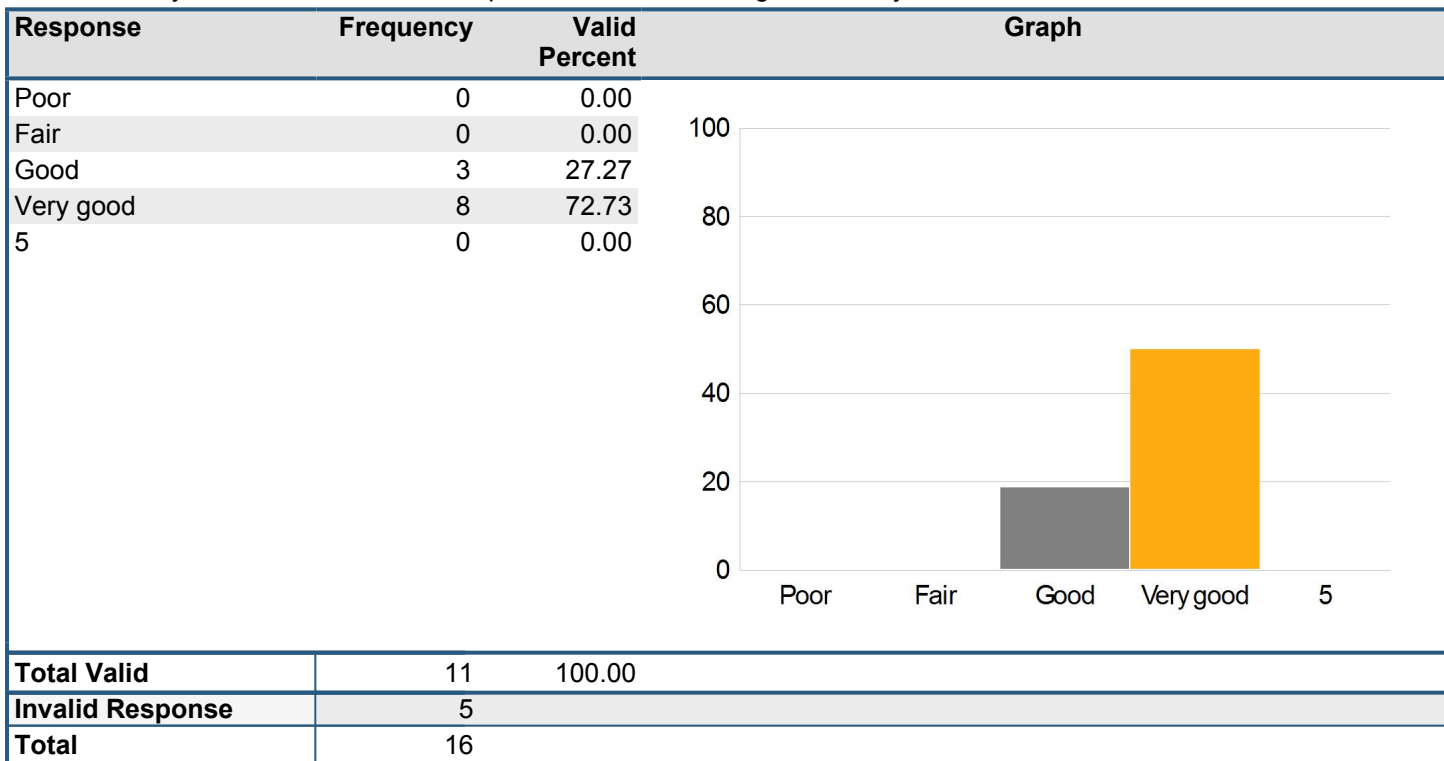 Response Frequency Valid Percent Graph
Poor 0 0.00
Fair 0 0.00
Good 3 27.27
Very good 8 72.73
5 0 0.00
100
80
60
40
20
0
Poor Fair Good Very good 5
Total Valid 11 100.00
Invalid Response 5
Total 16